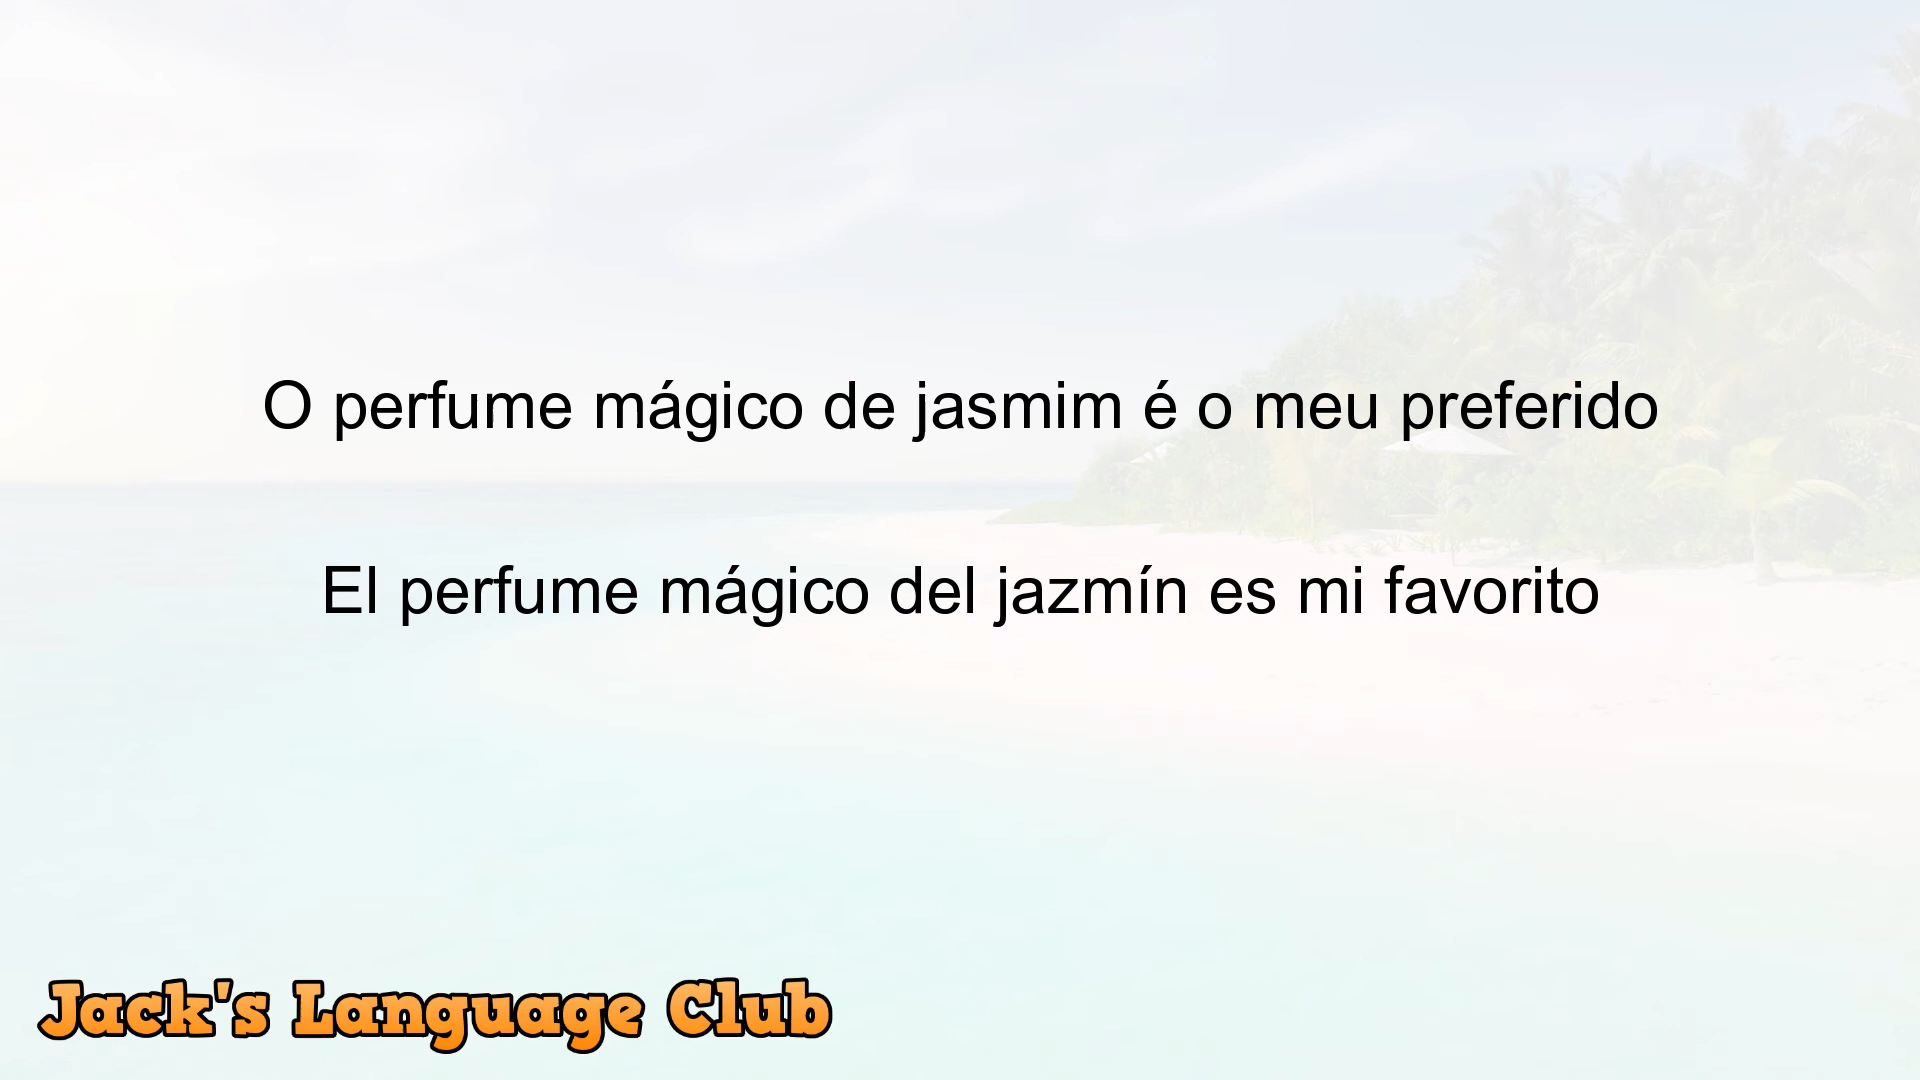 O perfume mágico de jasmim é o meu preferido
El perfume mágico del jazmín es mi favorito
Jack's Language Club